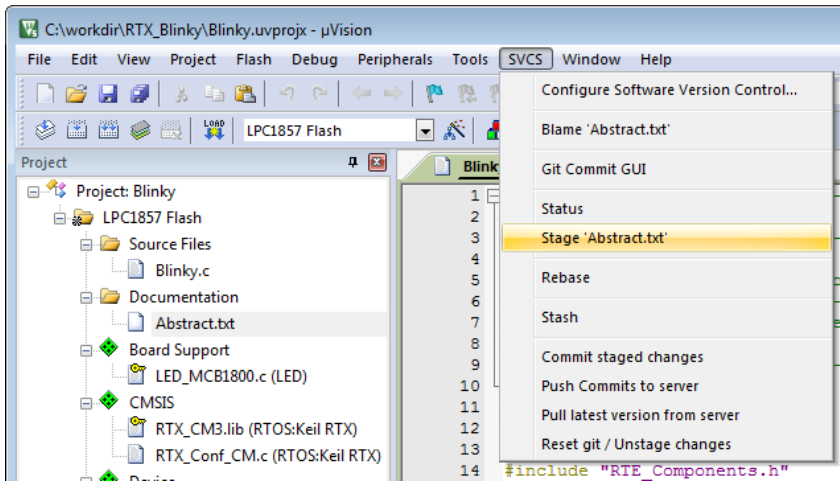 C:\workdir\RTX_Blinky\Blinky.uvprojx - µVision
File Edit View Project Flash Debug Peripherals Tools SVCS Window Help
Configure Software Version Control...
Blame 'Abstract.txt'
Git Commit GUI
Status
Stage 'Abstract.txt'
Rebase
Stash
Commit staged changes
Push Commits to server
Pull latest version from server
Reset git / Unstage changes
LOAD
LPC1857 Flash
Project
Project: Blinky
LPC1857 Flash
Source Files
Blinky.c
Documentation
Abstract.txt
Board Support
LED_MCB1800.c (LED)
CMSIS
RTX_CM3.lib (RTOS:Keil RTX)
RTX_Conf_CM.c (RTOS:Keil RTX)
Blink
1
2
3
4
5
6
7
8
9
10
11
12
13
14 #include "RTE_Components.h"